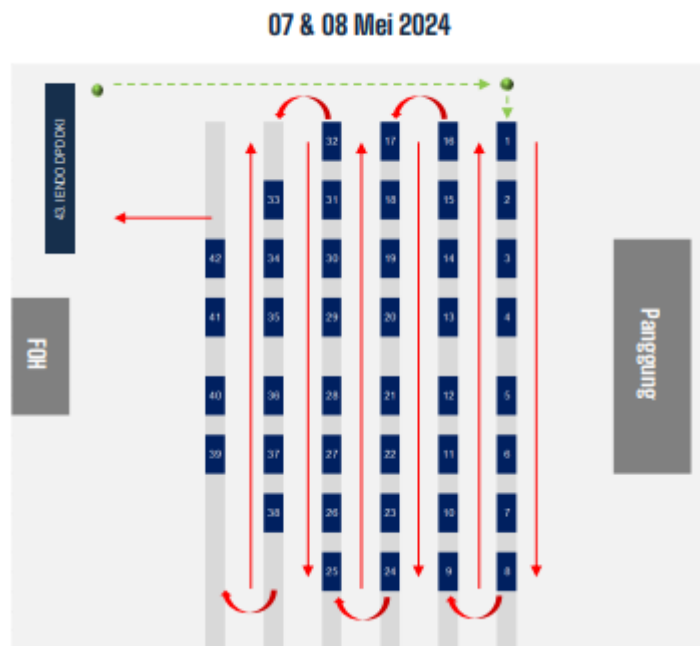 07 & 08 Mei 2024
43. IENDO DPD DKI
32 17 16 1
33 31 18 15 2
42 34 30 19 14 3
41 35 29 20 13 4
FOH
Panggung
40 36 28 21 12 5
39 37 27 22 11 6
38 26 23 10 7
25 24 9 8